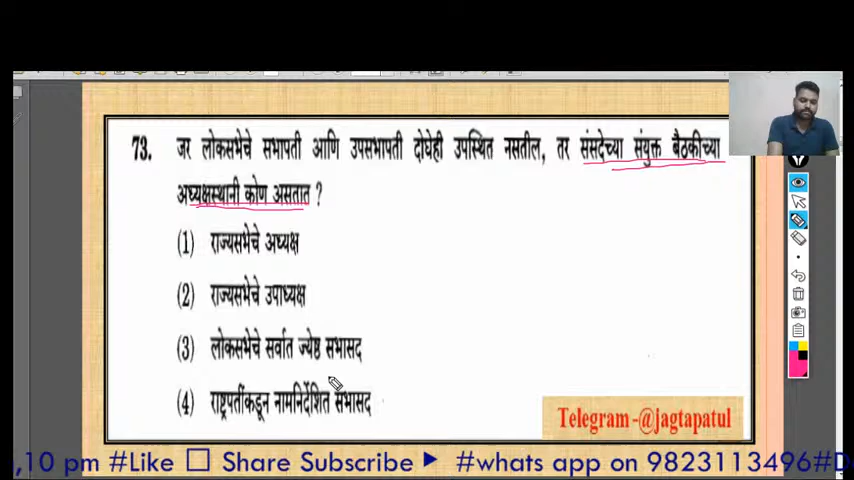 73. जर लोकसभेचे सभापती आणि उपसभापती दोघेही उपस्थित नसतील, तर संसदेच्या संयुक्त बैठकीच्या
अध्यक्षस्थानी कोण असतात ?
(1) राज्यसभेचे अध्यक्ष
(2) राज्यसभेचे उपाध्यक्ष
(3) लोकसभेचे सर्वात ज्येष्ठ सभासद
(4) राष्ट्रपतींकडून नामनिर्देशित सभासद
Telegram -@jagtapatul
,10 pm #Like ☐ Share Subscribe ▶ #whats app on 9823113496#D